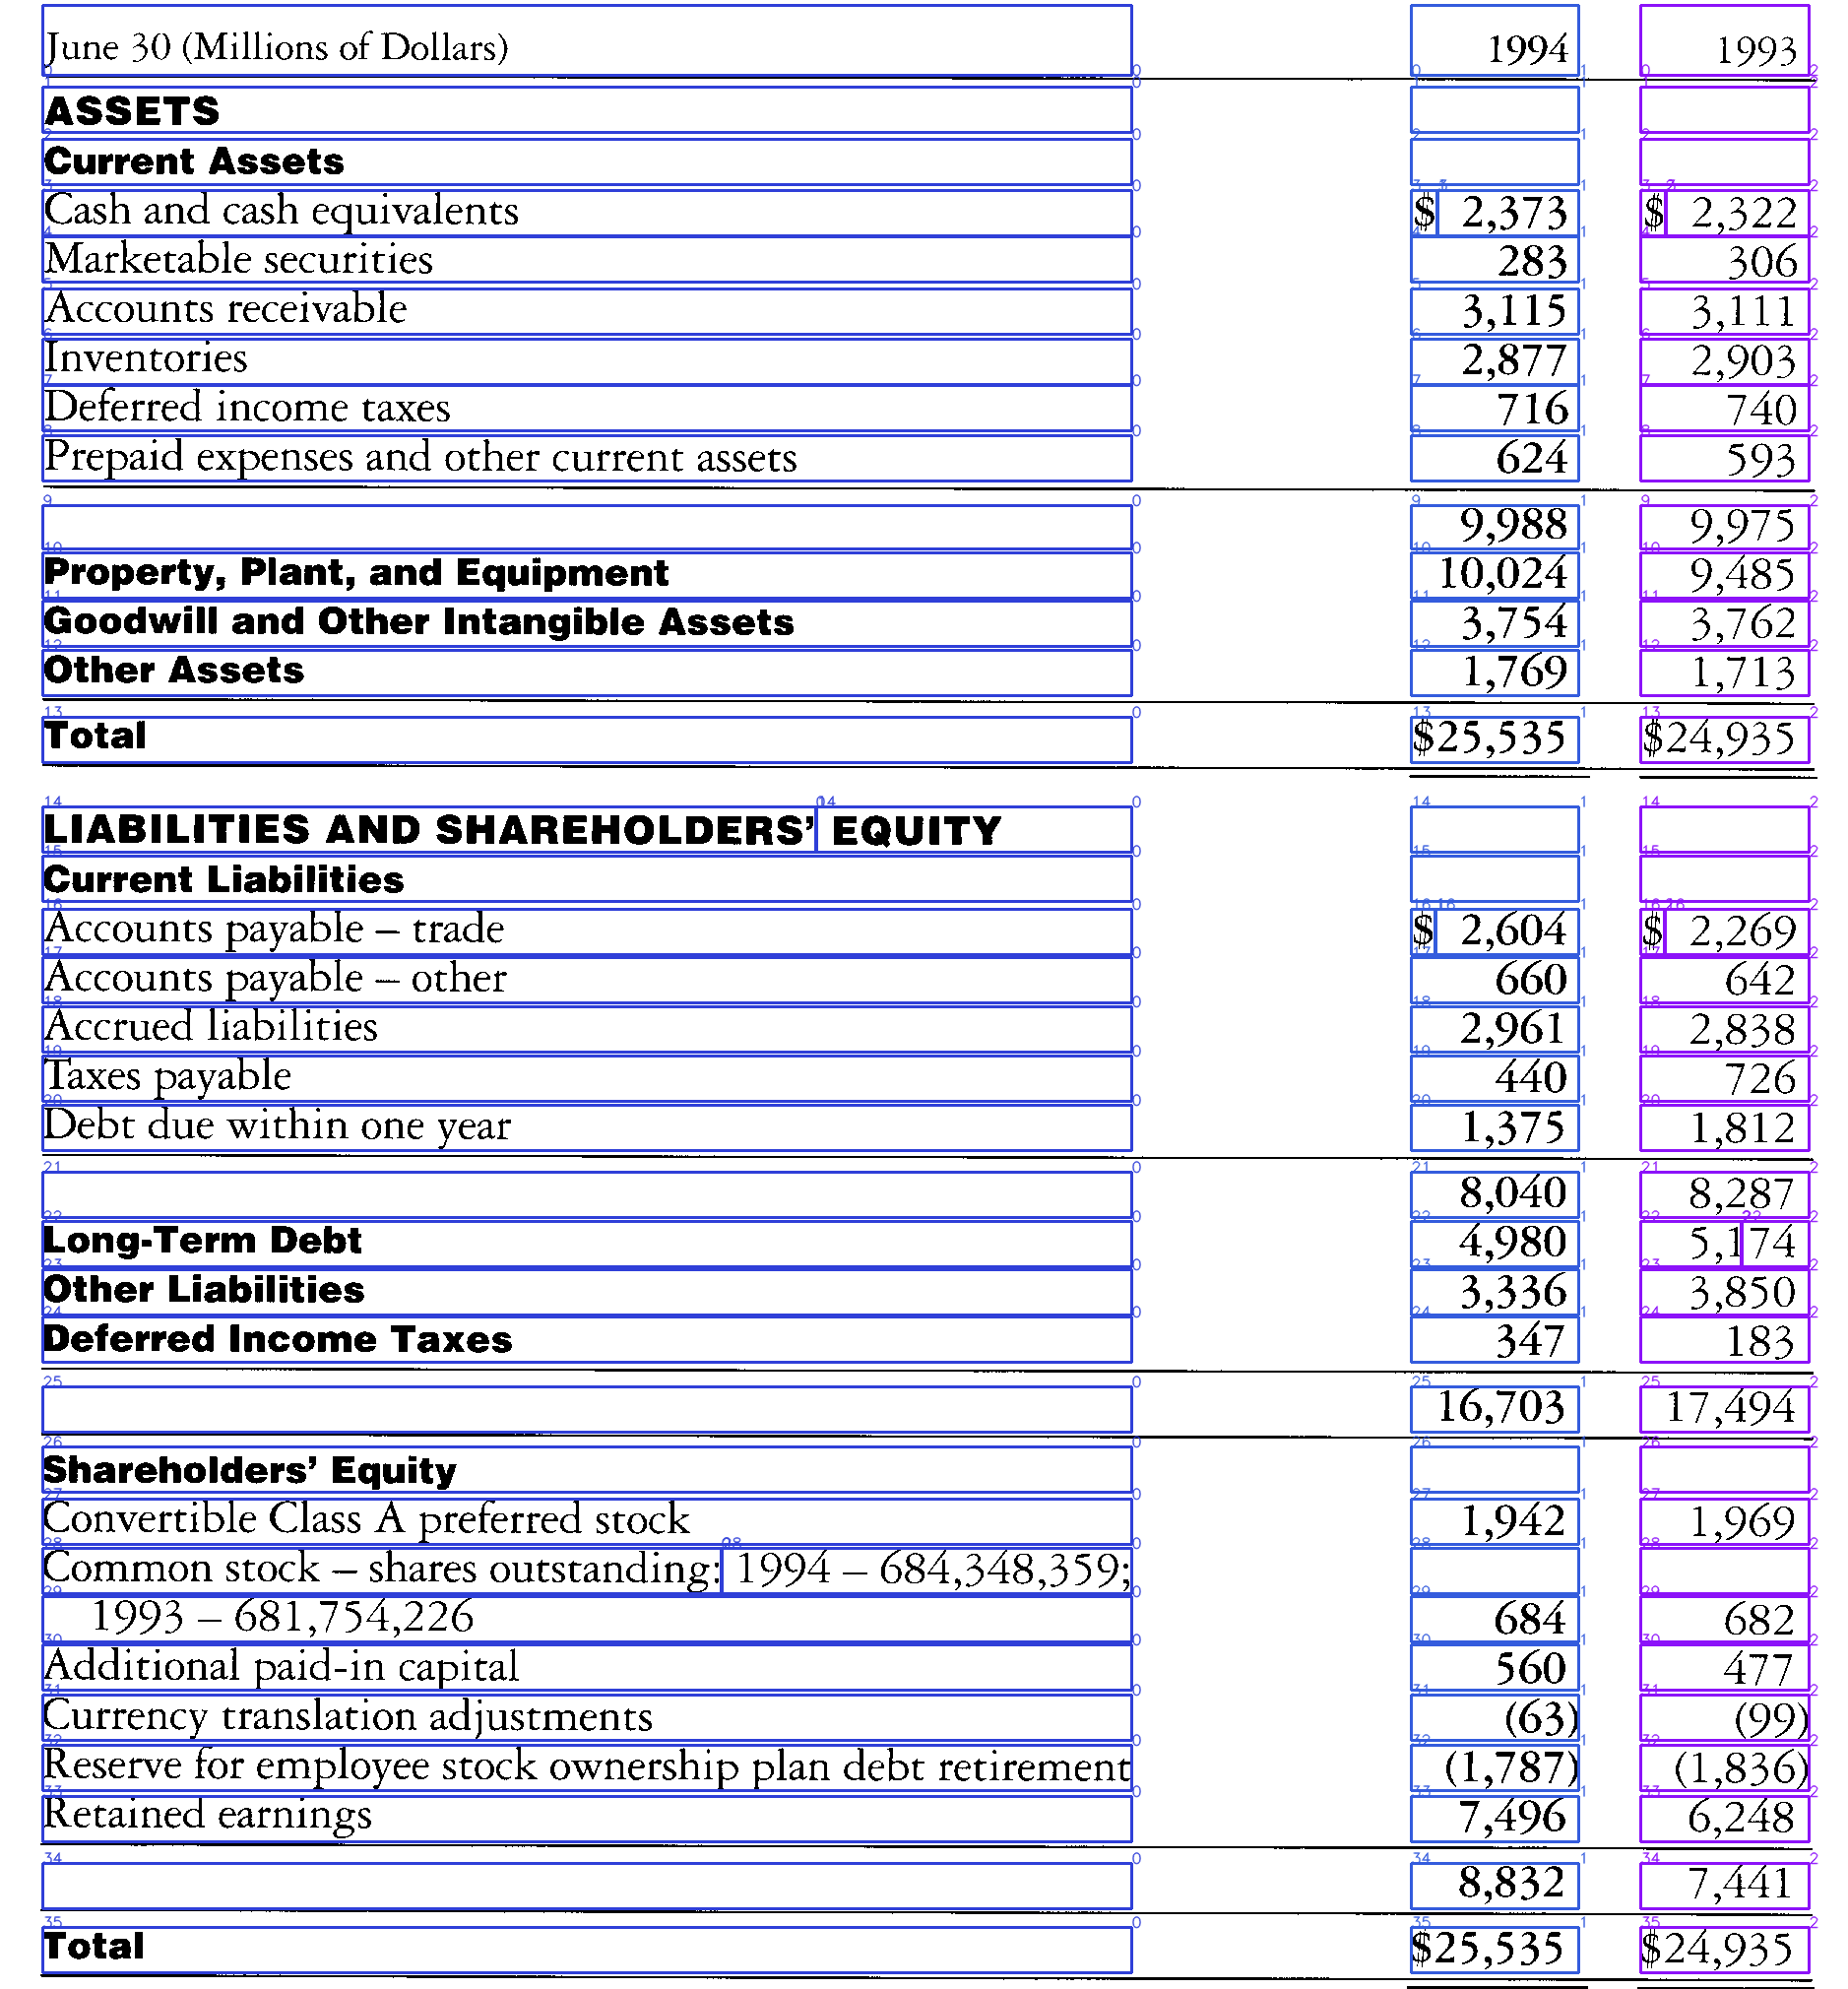 June 30 (Millions of Dollars) 1994 1993
ASSETS
Current Assets
Cash and cash equivalents $ 2,373 $ 2,322
Marketable securities 283 306
Accounts receivable 3,115 3,111
Inventories 2,877 2,903
Deferred income taxes 716 740
Prepaid expenses and other current assets 624 593
9,988 9,975
Property, Plant, and Equipment 10,024 9,485
Goodwill and Other Intangible Assets 3,754 3,762
Other Assets 1,769 1,713
Total $25,535 $24,935
LIABILITIES AND SHAREHOLDERS' EQUITY
Current Liabilities
Accounts payable – trade $ 2,604 $ 2,269
Accounts payable – other 660 642
Accrued liabilities 2,961 2,838
Taxes payable 440 726
Debt due within one year 1,375 1,812
8,040 8,287
Long-Term Debt 4,980 5,174
Other Liabilities 3,336 3,850
Deferred Income Taxes 347 183
16,703 17,494
Shareholders' Equity
Convertible Class A preferred stock 1,942 1,969
Common stock – shares outstanding: 1994 – 684,348,359;
1993 – 681,754,226 684 682
Additional paid-in capital 560 477
Currency translation adjustments (63) (99)
Reserve for employee stock ownership plan debt retirement (1,787) (1,836)
Retained earnings 7,496 6,248
8,832 7,441
Total $25,535 $24,935